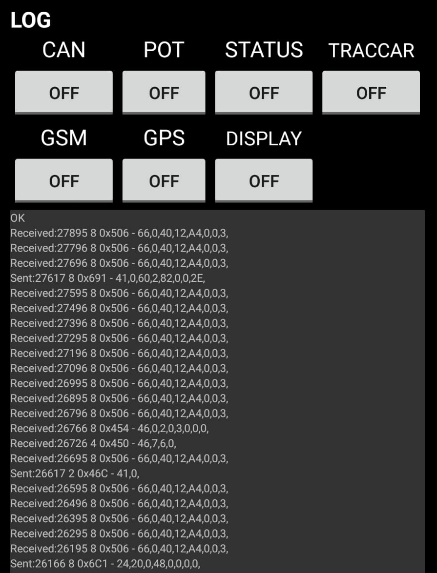 LOG
CAN POT STATUS TRACCAR
OFF OFF OFF OFF
GSM GPS DISPLAY
OFF OFF OFF
OK
Received:27895 8 0x506 - 66,0,40,12,A4,0,0,3,
Received:27796 8 0x506 - 66,0,40,12,A4,0,0,3,
Received:27696 8 0x506 - 66,0,40,12,A4,0,0,3,
Sent:27617 8 0x691 - 41,0,60,2,82,0,0,2E,
Received:27595 8 0x506 - 66,0,40,12,A4,0,0,3,
Received:27496 8 0x506 - 66,0,40,12,A4,0,0,3,
Received:27396 8 0x506 - 66,0,40,12,A4,0,0,3,
Received:27295 8 0x506 - 66,0,40,12,A4,0,0,3,
Received:27196 8 0x506 - 66,0,40,12,A4,0,0,3,
Received:27096 8 0x506 - 66,0,40,12,A4,0,0,3,
Received:26995 8 0x506 - 66,0,40,12,A4,0,0,3,
Received:26895 8 0x506 - 66,0,40,12,A4,0,0,3,
Received:26796 8 0x506 - 66,0,40,12,A4,0,0,3,
Received:26766 8 0x454 - 46,0,2,0,3,0,0,0,
Received:26726 4 0x450 - 46,7,6,0,
Received:26695 8 0x506 - 66,0,40,12,A4,0,0,3,
Sent:26617 2 0x46C - 41,0,
Received:26595 8 0x506 - 66,0,40,12,A4,0,0,3,
Received:26496 8 0x506 - 66,0,40,12,A4,0,0,3,
Received:26395 8 0x506 - 66,0,40,12,A4,0,0,3,
Received:26295 8 0x506 - 66,0,40,12,A4,0,0,3,
Received:26195 8 0x506 - 66,0,40,12,A4,0,0,3,
Sent:26166 8 0x6C1 - 24,20,0,48,0,0,0,0,